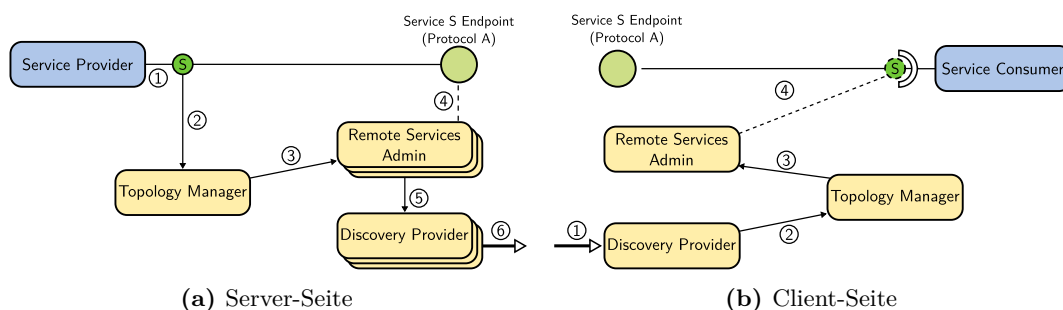 Service S Endpoint
(Protocol A)
Service Provider
S
①
②
Topology Manager
③
④
Remote Services
Admin
⑤
Discovery Provider
⑥
(a) Server-Seite
Service S Endpoint
(Protocol A)
S
Service Consumer
④
Remote Services
Admin
③
Topology Manager
①
Discovery Provider
②
(b) Client-Seite